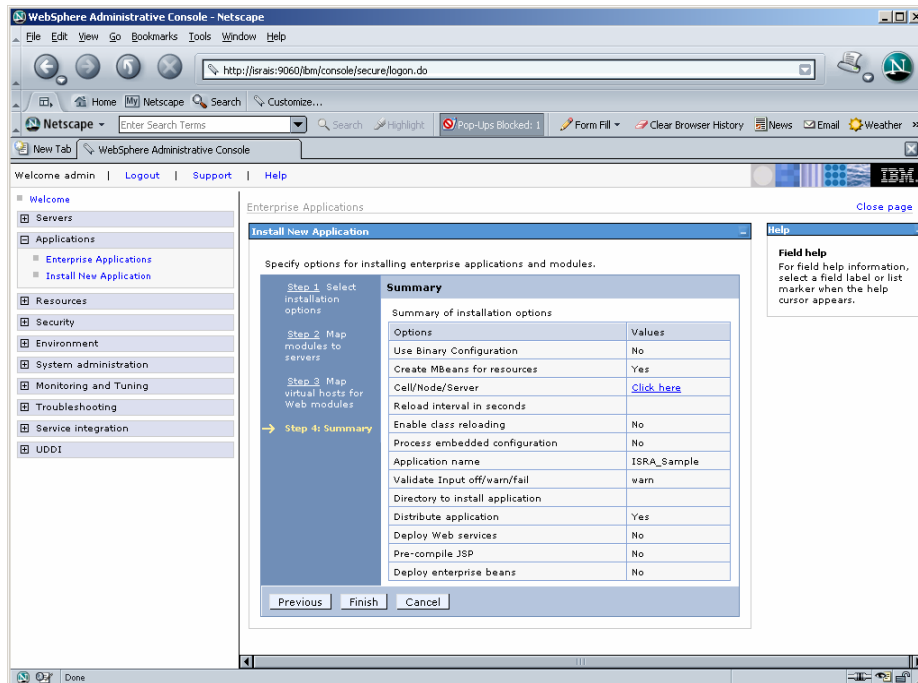 WebSphere Administrative Console - Netscape
File Edit View Go Bookmarks Tools Window Help
http://israis:9060/ibm/console/secure/logon.do
N
Home My Netscape Search Customize...
Netscape Enter Search Terms Search Highlight Pop-Ups Blocked: 1 Form Fill Clear Browser History News Email Weather »
New Tab WebSphere Administrative Console
Welcome admin | Logout | Support | Help
IBM.
Welcome
Servers
Applications
Enterprise Applications
Install New Application
Resources
Security
Environment
System administration
Monitoring and Tuning
Troubleshooting
Service integration
UDDI
Enterprise Applications
Close page
Install New Application
Specify options for installing enterprise applications and modules.
Step 1 Select
installation
options
Step 2 Map
modules to
servers
Step 3 Map
virtual hosts for
Web modules
Step 4: Summary
Summary
Summary of installation options
Options Values
Use Binary Configuration No
Create MBeans for resources Yes
Cell/Node/Server Click here
Reload interval in seconds
Enable class reloading No
Process embedded configuration No
Application name ISRA_Sample
Validate Input off/warn/fail warn
Directory to install application
Distribute application Yes
Deploy Web services No
Pre-compile JSP No
Deploy enterprise beans No
Previous Finish Cancel
Help
Field help
For field help information,
select a field label or list
marker when the help
cursor appears.
Done